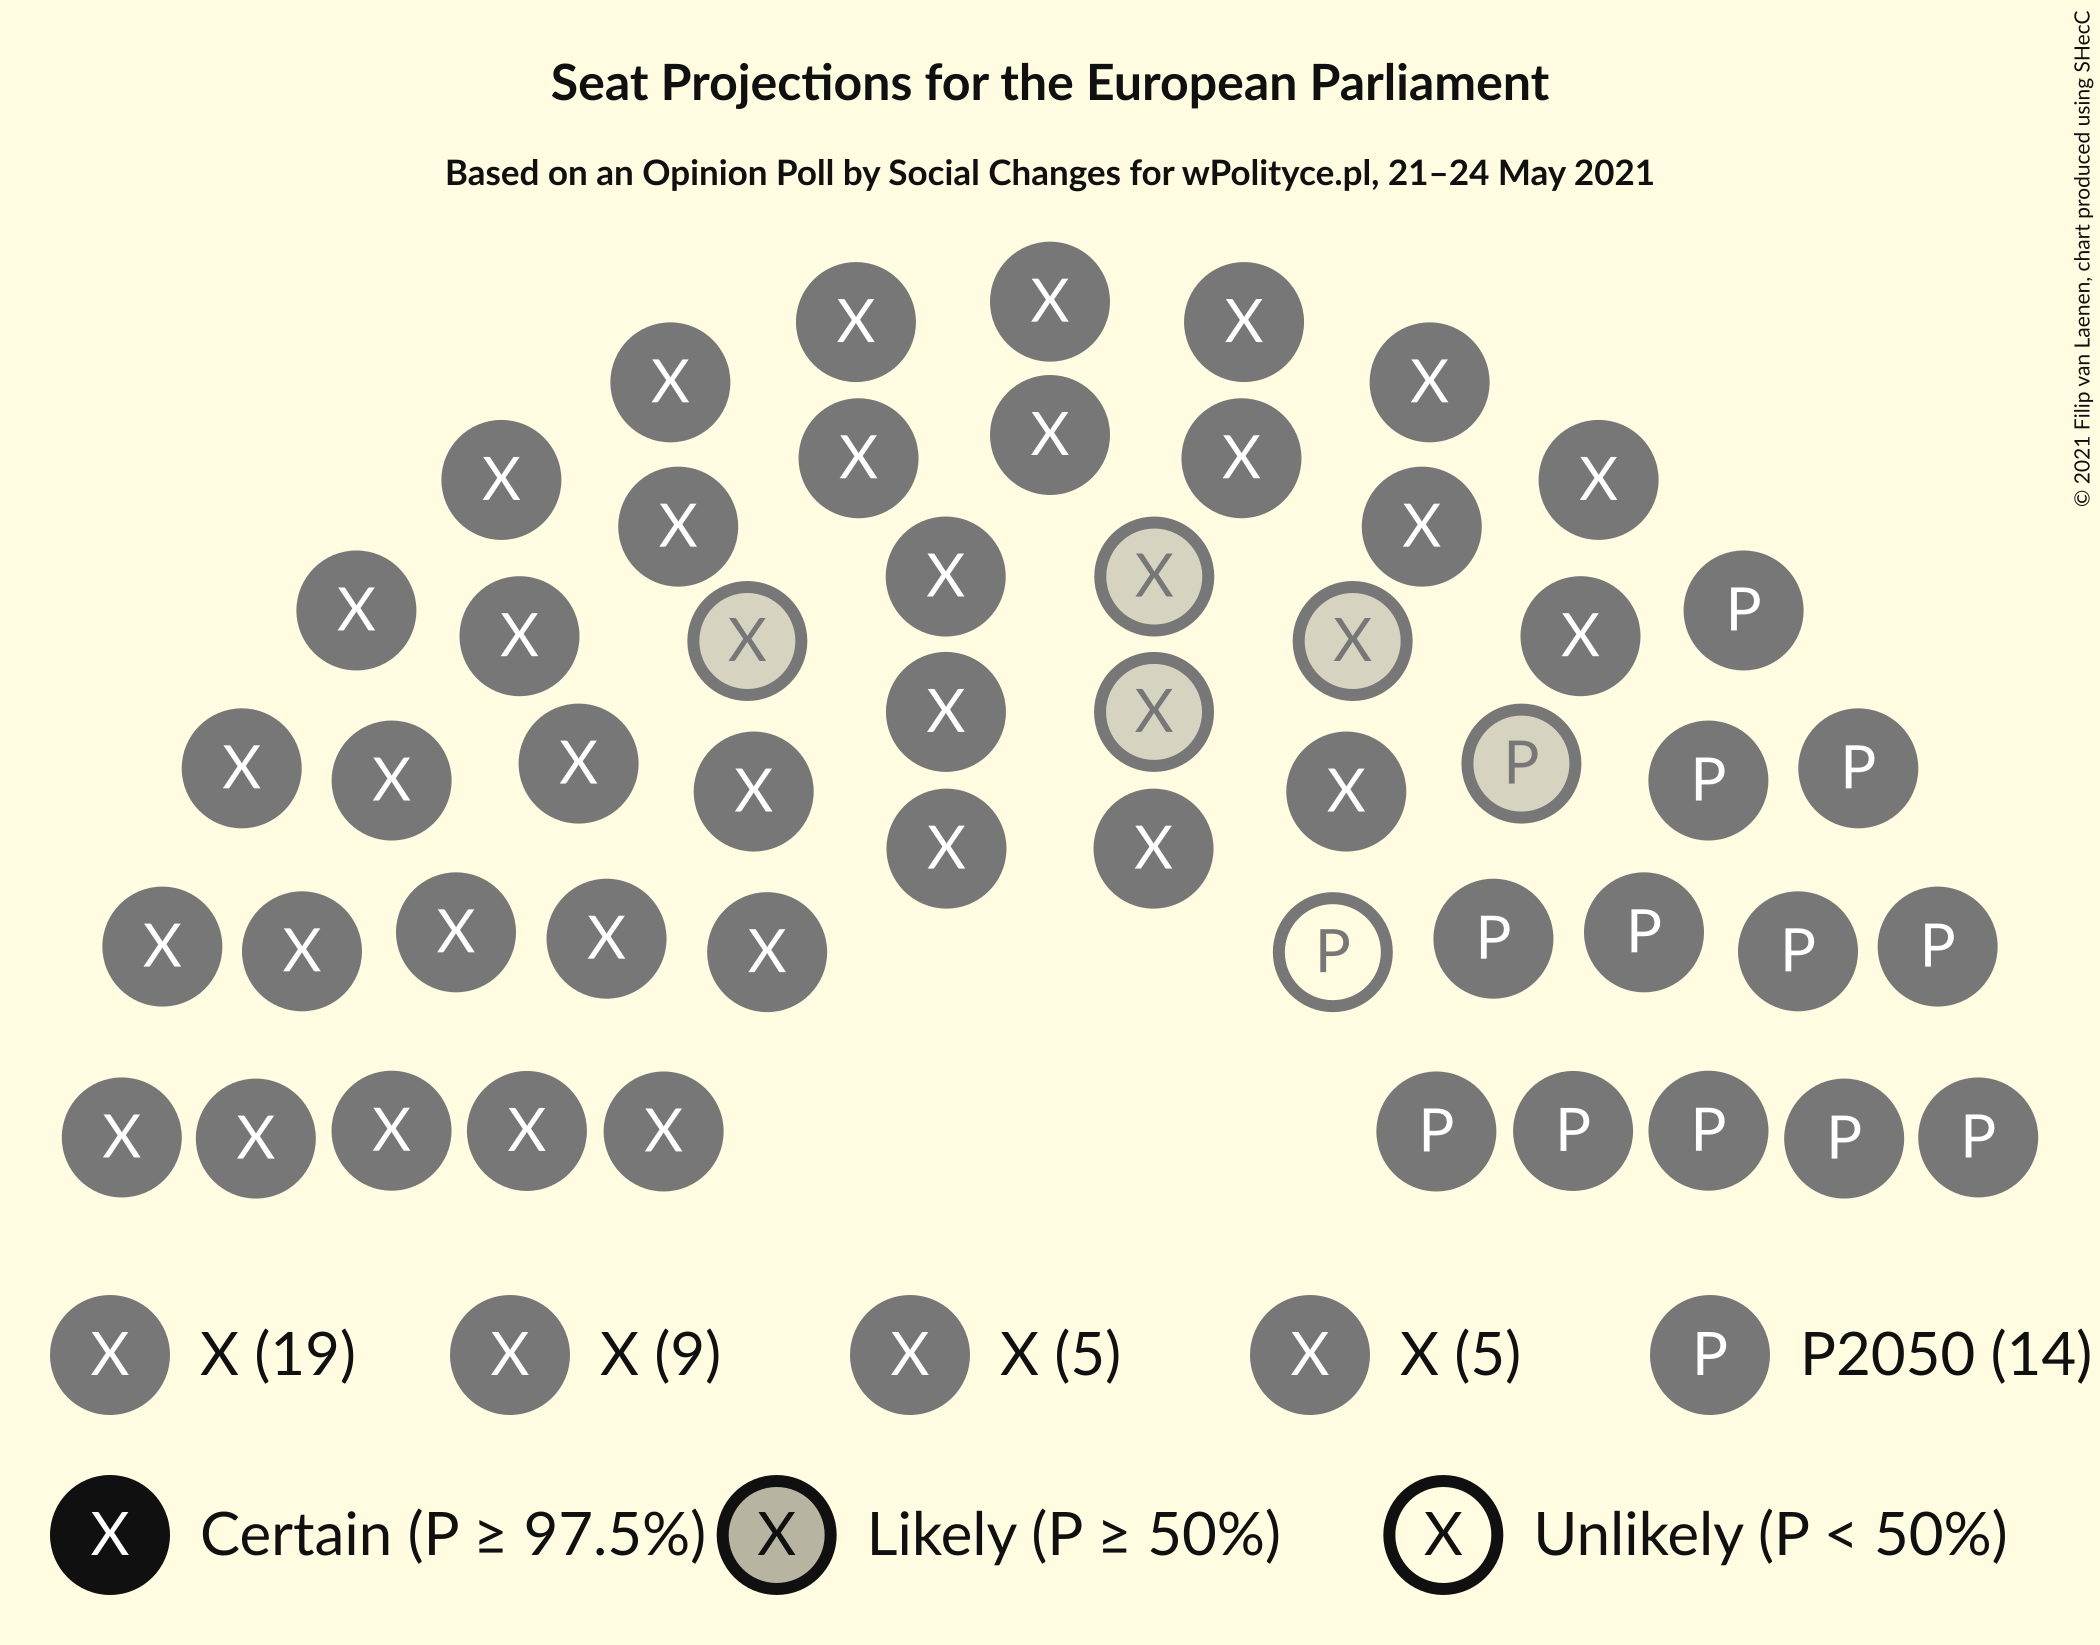 Seat Projections for the European Parliament
Based on an Opinion Poll by Social Changes for wPolityce.pl, 21–24 May 2021
© 2021 Filip van Laenen, chart produced using SHecC
X X X X X
X X X
X X X X
X X X X
X X X X X
X X P
X X X X
X X P
X X X X X P P P
X X
X X X X X P P P P P
X X X X X P P P P P
X X (19) X X (9) X X (5) X X (5) P P2050 (14)
X Certain (P ≥ 97.5%) X Likely (P ≥ 50%) X Unlikely (P < 50%)